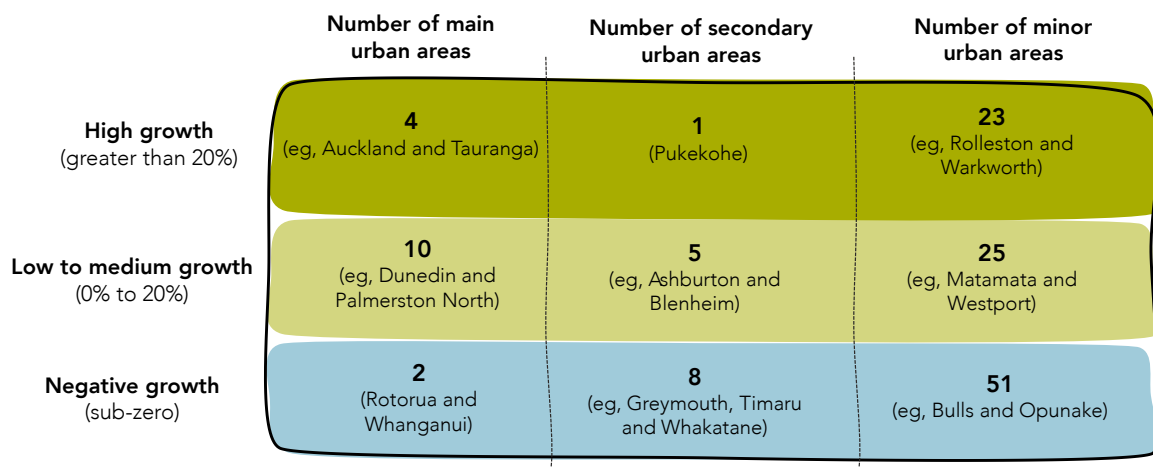 Number of main
urban areas
Number of secondary
urban areas
Number of minor
urban areas
High growth
(greater than 20%)
4
(eg, Auckland and Tauranga)
1
(Pukekohe)
23
(eg, Rolleston and
Warkworth)
Low to medium growth
(0% to 20%)
10
(eg, Dunedin and
Palmerston North)
5
(eg, Ashburton and
Blenheim)
25
(eg, Matamata and
Westport)
Negative growth
(sub-zero)
2
(Rotorua and
Whanganui)
8
(eg, Greymouth, Timaru
and Whakatane)
51
(eg, Bulls and Opunake)